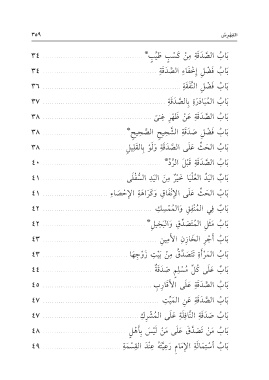 الفهرس ٣٥٩
بَابُ الصَّدَقَةِ مِنْ كَسْبٍ طَيِّبٍ* ٣٤
بَابُ فَضْلِ إِخْفَاءِ الصَّدَقَةِ ٣٤
بَابُ فَضْلِ النَّفَقَةِ ٣٦
بَابُ الْمُبَادَرَةِ بِالصَّدَقَةِ ٣٧
بَابُ الصَّدَقَةِ عَنْ ظَهْرِ غِنًى ٣٨
بَابُ فَضْلِ صَدَقَةِ الشَّحِيحِ الصَّحِيحِ* ٣٨
بَابُ الْحَثِّ عَلَى الصَّدَقَةِ وَلَوْ بِالْقَلِيلِ ٣٨
بَابُ الصَّدَقَةِ قَبْلَ الرَّدِّ* ٤٠
بَابُ الْيَدُ الْعُلْيَا خَيْرٌ مِنَ الْيَدِ السُّفْلَى ٤١
بَابُ الْحَثِّ عَلَى الْإِنْفَاقِ وَكَرَاهَةِ الْإِحْصَاءِ ٤١
بَابٌ فِي الْمُنْفِقِ وَالْمُمْسِكِ ٤٢
بَابُ مَثَلِ الْمُتَصَدِّقِ وَالْبَخِيلِ* ٤٢
بَابُ أَجْرِ الْخَازِنِ الْأَمِينِ ٤٣
بَابُ الْمَرْأَةِ تَتَصَدَّقُ مِنْ بَيْتِ زَوْجِهَا ٤٣
بَابٌ عَلَى كُلِّ مُسْلِمٍ صَدَقَةٌ ٤٤
بَابُ الصَّدَقَةِ عَلَى الْأَقَارِبِ ٤٥
بَابُ الصَّدَقَةِ عَنِ الْمَيِّتِ ٤٧
بَابُ صَدَقَةِ النَّافِلَةِ عَلَى الْمُشْرِكِ ٤٧
بَابُ مَنْ تَصَدَّقَ عَلَى مَنْ لَيْسَ بِأَهْلٍ ٤٨
بَابُ اسْتِمَالَةِ الْإِمَامِ رَعِيَّتَهُ عِنْدَ الْقِسْمَةِ ٤٩